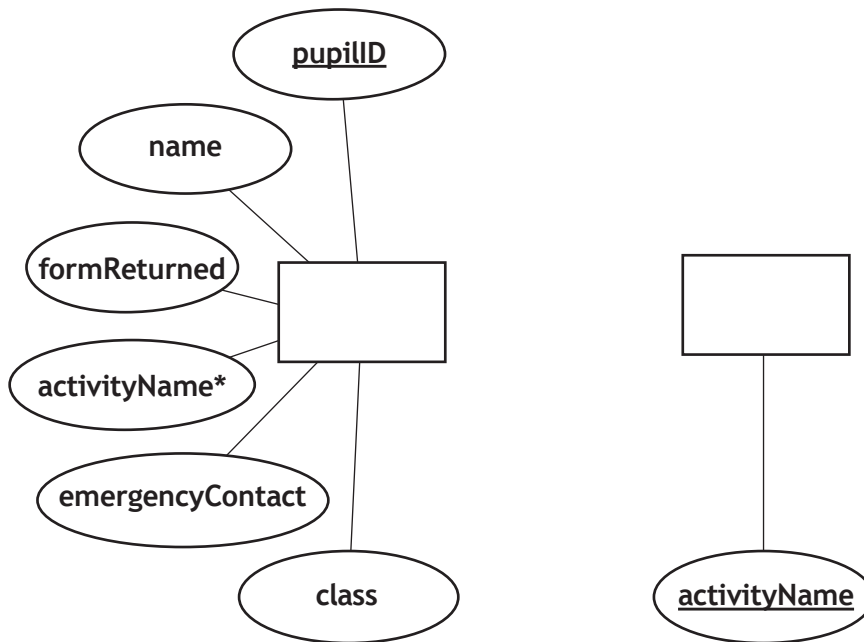 pupilID
name
formReturned
activityName*
emergencyContact
class
activityName